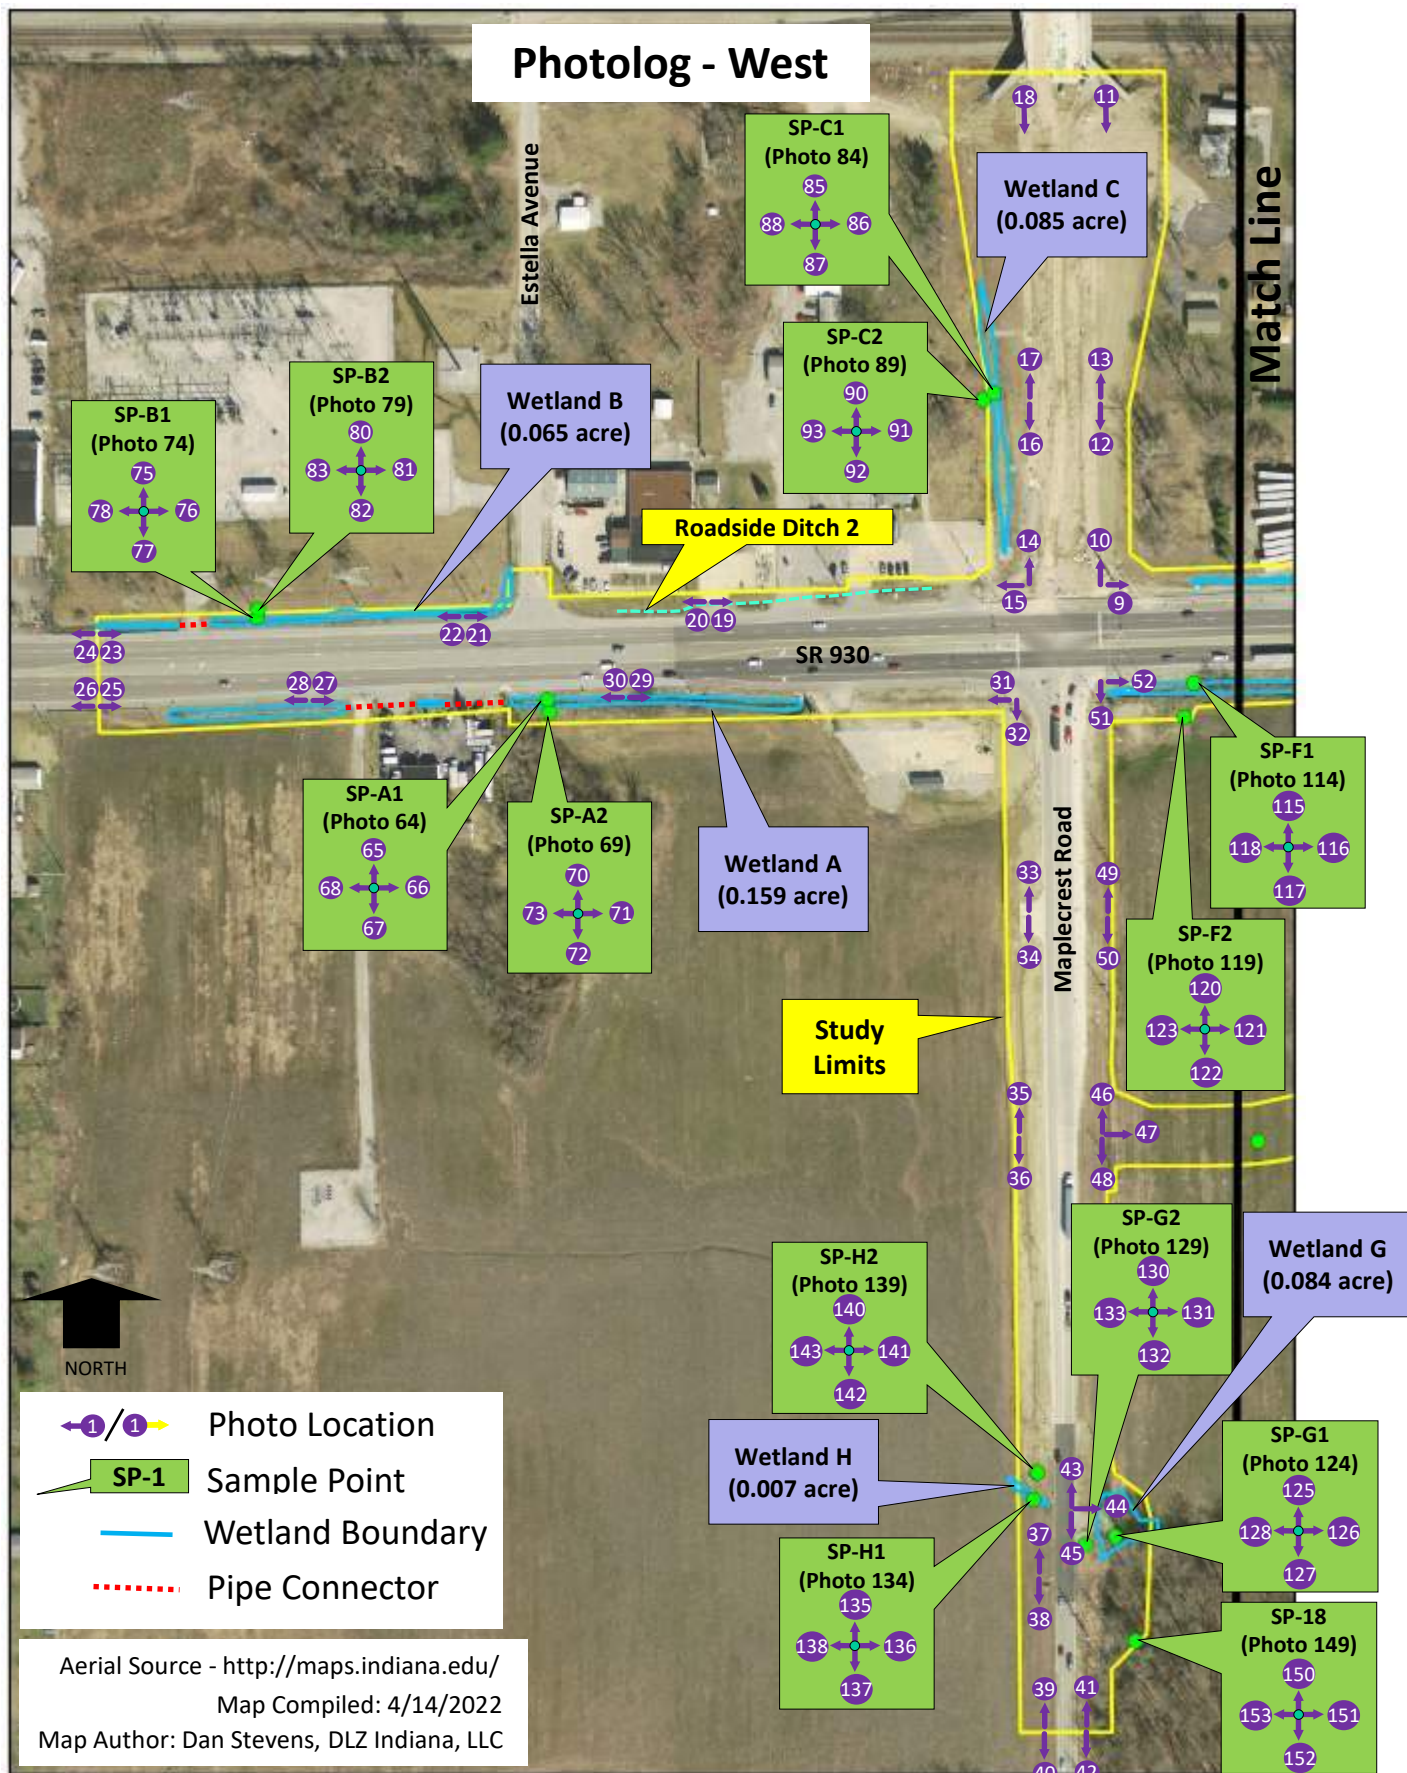 Photolog - West
18
11
SP-C1
(Photo 84)
85
88
86
87
Wetland C
(0.085 acre)
Estella Avenue
Match Line
SP-C2
(Photo 89)
90
93
91
92
17
13
16
12
SP-B2
(Photo 79)
80
83
81
82
Wetland B
(0.065 acre)
SP-B1
(Photo 74)
75
78
76
77
Roadside Ditch 2
14
10
15
9
20
19
22
21
24
23
SR 930
26
25
28
27
30
29
31
52
32
51
SP-F1
(Photo 114)
115
118
116
117
SP-A1
(Photo 64)
65
68
66
67
SP-A2
(Photo 69)
70
73
71
72
Wetland A
(0.159 acre)
33
49
34
50
Maplecrest Road
SP-F2
(Photo 119)
120
123
121
122
Study
Limits
35
46
47
36
48
SP-G2
(Photo 129)
130
133
131
132
Wetland G
(0.084 acre)
SP-H2
(Photo 139)
140
143
141
142
NORTH
Wetland H
(0.007 acre)
43
44
37
45
38
SP-G1
(Photo 124)
125
128
126
127
SP-H1
(Photo 134)
135
138
136
137
SP-18
(Photo 149)
150
153
151
152
39
41
40
42
1/1 Photo Location
SP-1 Sample Point
Wetland Boundary
Pipe Connector
Aerial Source - http://maps.indiana.edu/
Map Compiled: 4/14/2022
Map Author: Dan Stevens, DLZ Indiana, LLC